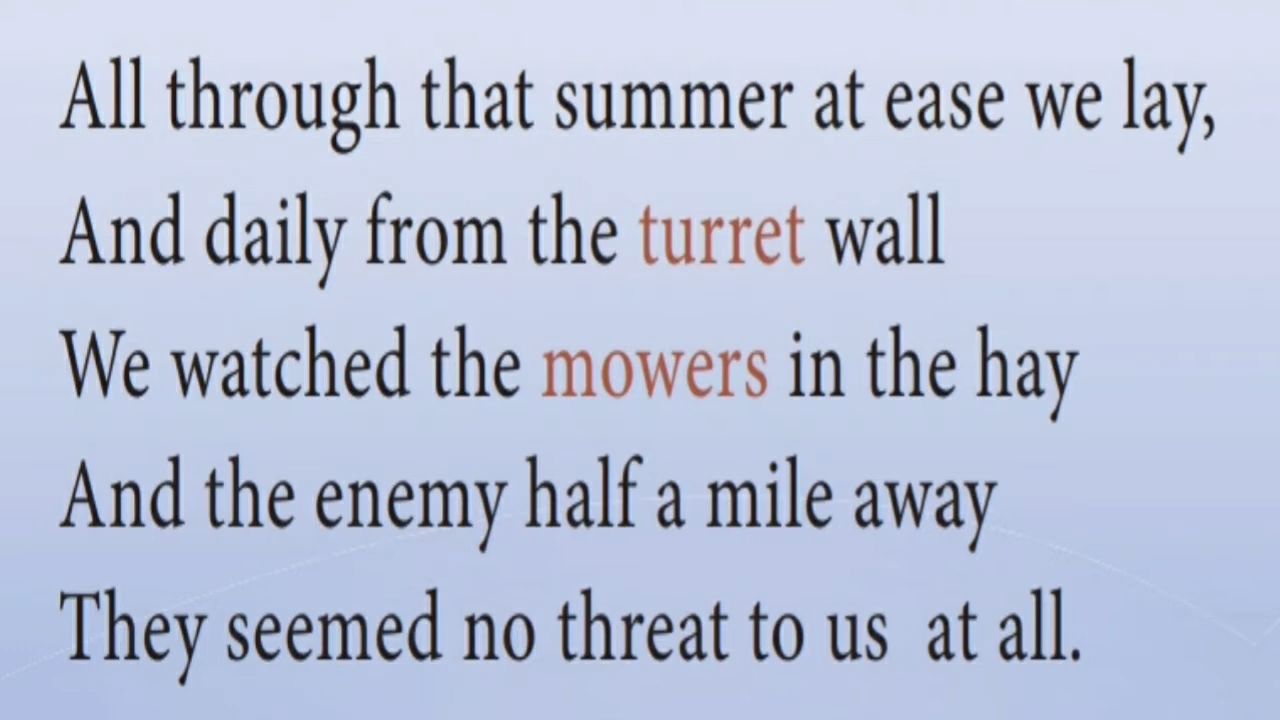 All through that summer at ease we lay,
And daily from the turret wall
We watched the mowers in the hay
And the enemy half a mile away
They seemed no threat to us  at all.